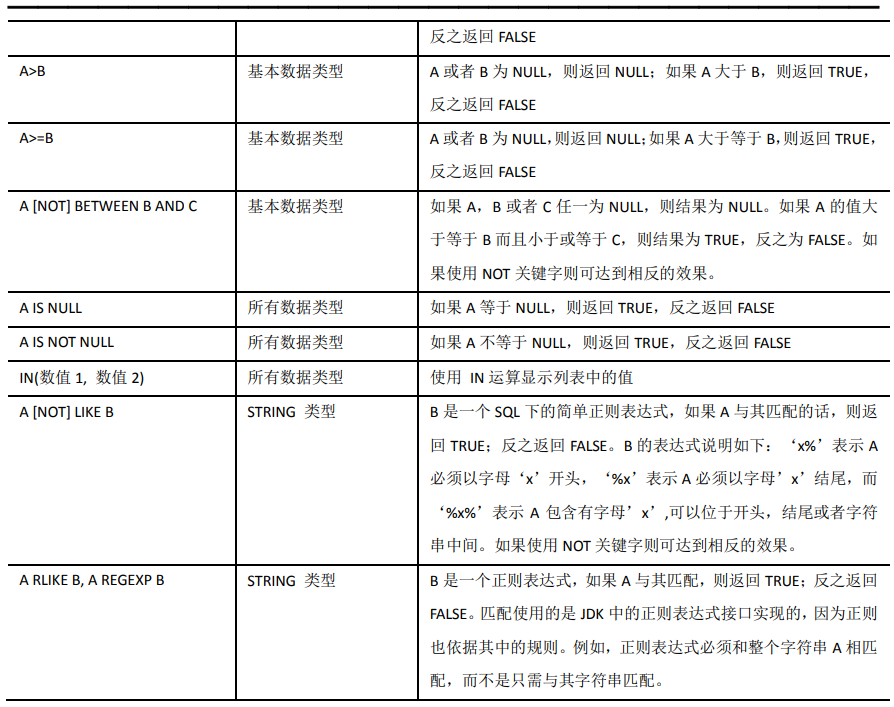 反之返回 FALSE
A>B 基本数据类型 A 或者 B 为 NULL，则返回 NULL；如果 A 大于 B，则返回 TRUE，
反之返回 FALSE
A>=B 基本数据类型 A 或者 B 为 NULL，则返回 NULL；如果 A 大于等于 B，则返回 TRUE，
反之返回 FALSE
A [NOT] BETWEEN B AND C 基本数据类型 如果 A，B 或者 C 任一为 NULL，则结果为 NULL。如果 A 的值大
于等于 B 而且小于或等于 C，则结果为 TRUE，反之为 FALSE。如
果使用 NOT 关键字则可达到相反的效果。
A IS NULL 所有数据类型 如果 A 等于 NULL，则返回 TRUE，反之返回 FALSE
A IS NOT NULL 所有数据类型 如果 A 不等于 NULL，则返回 TRUE，反之返回 FALSE
IN(数值 1, 数值 2) 所有数据类型 使用 IN 运算显示列表中的值
A [NOT] LIKE B STRING 类型 B 是一个 SQL 下的简单正则表达式，如果 A 与其匹配的话，则返
回 TRUE；反之返回 FALSE。B 的表达式说明如下：‘x%’表示 A
必须以字母‘x’开头，‘%x’表示 A 必须以字母’x’结尾，而
‘%x%’表示 A 包含有字母’x’,可以位于开头，结尾或者字符
串中间。如果使用 NOT 关键字则可达到相反的效果。
A RLIKE B, A REGEXP B STRING 类型 B 是一个正则表达式，如果 A 与其匹配，则返回 TRUE；反之返回
FALSE。匹配使用的是 JDK 中的正则表达式接口实现的，因为正则
也依据其中的规则。例如，正则表达式必须和整个字符串 A 相匹
配，而不是只需与其字符串匹配。